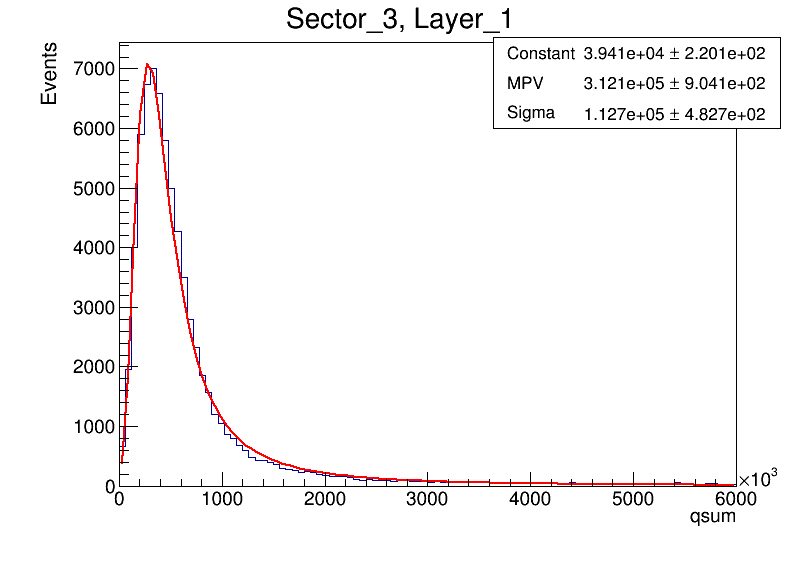 Sector_3, Layer_1
Constant 3.941e+04 ± 2.201e+02
MPV 3.121e+05 ± 9.041e+02
Sigma 1.127e+05 ± 4.827e+02
Events
7000
6000
5000
4000
3000
2000
1000
0
0 1000 2000 3000 4000 5000 6000
×10³
qsum